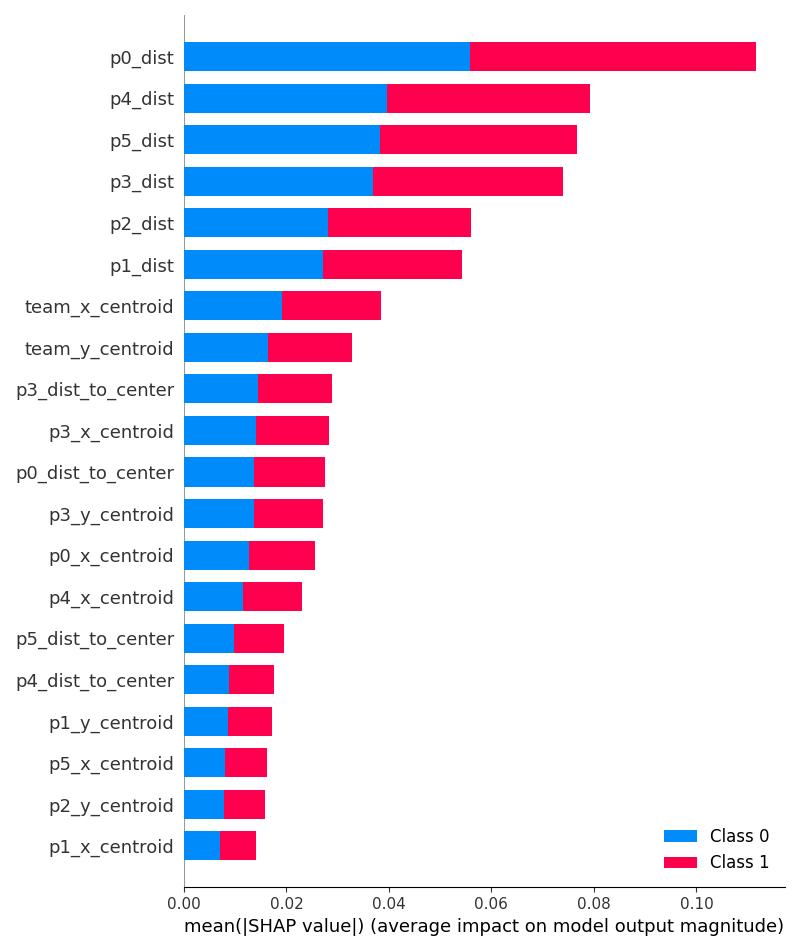 p0_dist
p4_dist
p5_dist
p3_dist
p2_dist
p1_dist
team_x_centroid
team_y_centroid
p3_dist_to_center
p3_x_centroid
p0_dist_to_center
p3_y_centroid
p0_x_centroid
p4_x_centroid
p5_dist_to_center
p4_dist_to_center
p1_y_centroid
p5_x_centroid
p2_y_centroid
p1_x_centroid
Class 0
Class 1
0.00 0.02 0.04 0.06 0.08 0.10
mean(|SHAP value|) (average impact on model output magnitude)